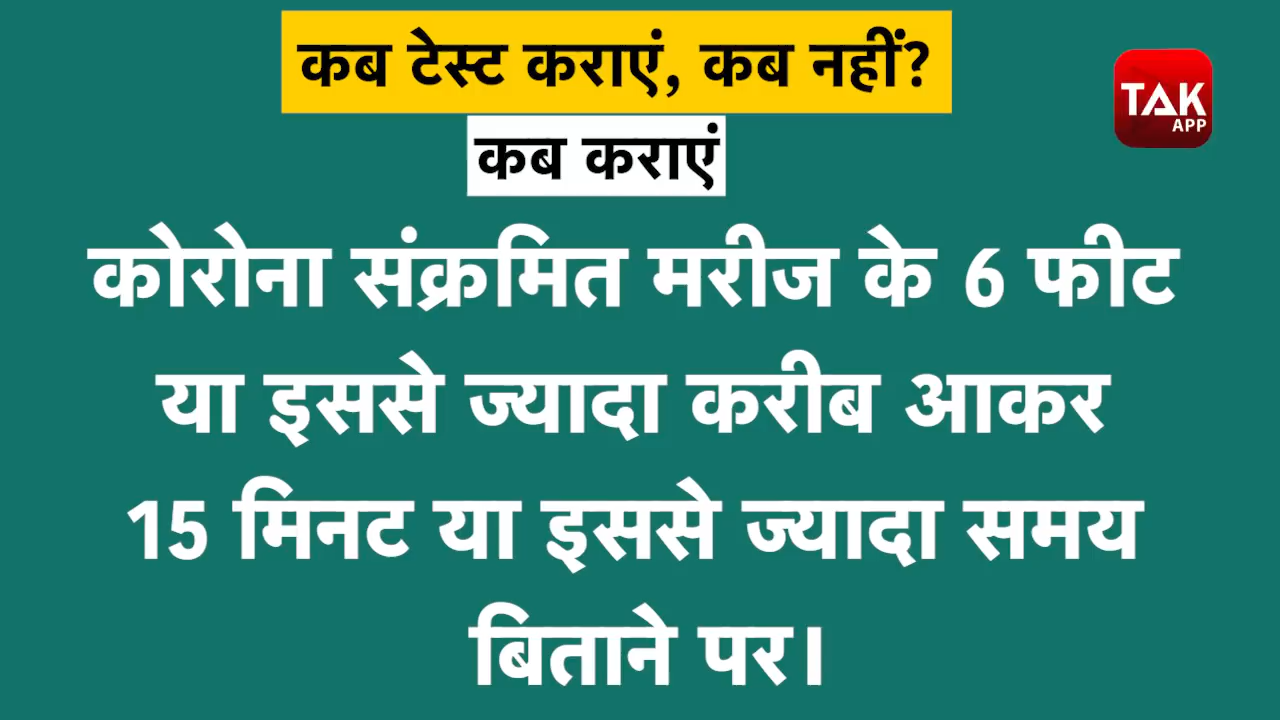 कब टेस्ट कराएं, कब नहीं?
TAK
APP
कब कराएं
कोरोना संक्रमित मरीज के 6 फीट
या इससे ज्यादा करीब आकर
15 मिनट या इससे ज्यादा समय
बिताने पर।